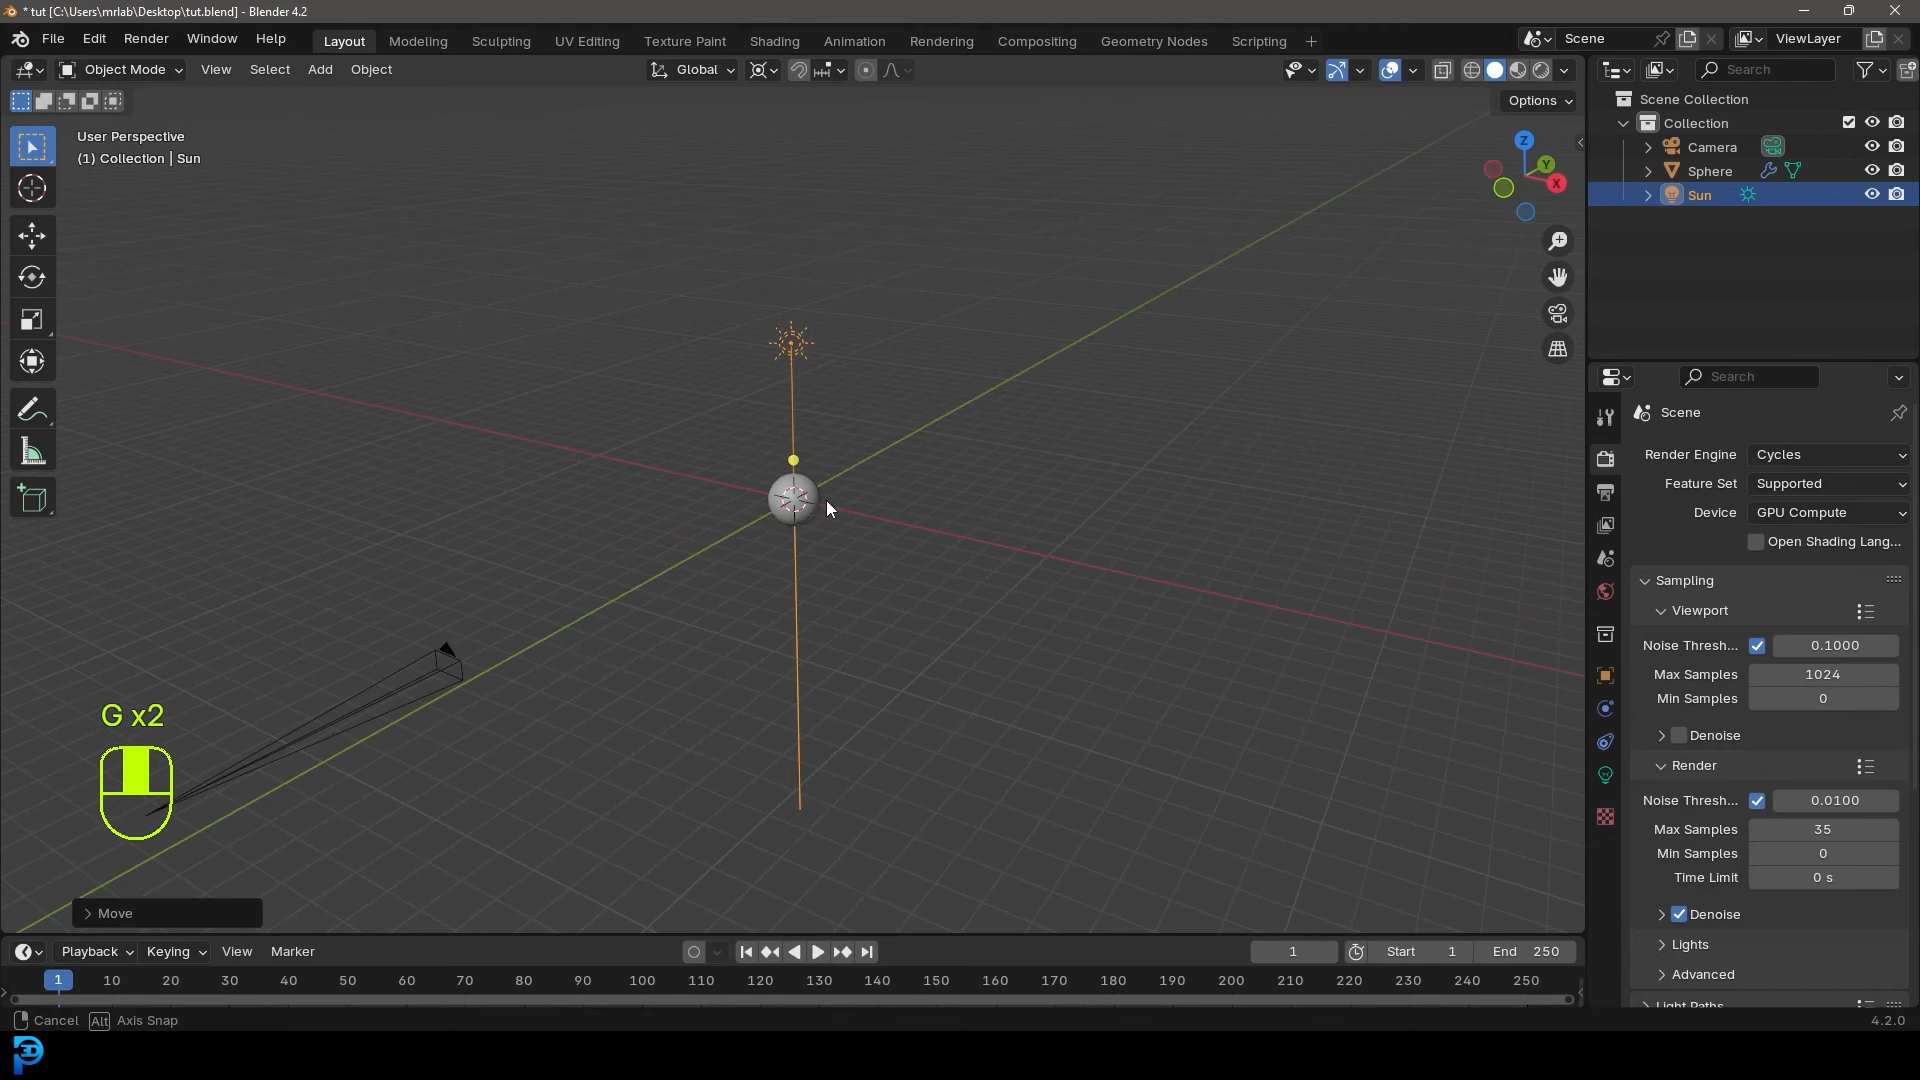 * tut [C:\Users\mrlab\Desktop\tut.blend] - Blender 4.2
File Edit Render Window Help
Layout Modeling Sculpting UV Editing Texture Paint Shading Animation Rendering Compositing Geometry Nodes Scripting +
Scene
ViewLayer
Object Mode View Select Add Object
Global
Search
Options
User Perspective
(1) Collection | Sun
Z
Y
X
Scene Collection
Collection
Camera
Sphere
Sun
Search
Scene
Render Engine Cycles
Feature Set Supported
Device GPU Compute
Open Shading Lang...
Sampling
Viewport
Noise Thresh... 0.1000
Max Samples 1024
Min Samples 0
Denoise
Render
Noise Thresh... 0.0100
Max Samples 35
Min Samples 0
Time Limit 0 s
Denoise
Lights
Advanced
Light Paths
G x2
Move
Playback Keying View Marker
1
Start 1
End 250
1 10 20 30 40 50 60 70 80 90 100 110 120 130 140 150 160 170 180 190 200 210 220 230 240 250
Cancel Alt Axis Snap
4.2.0
3D